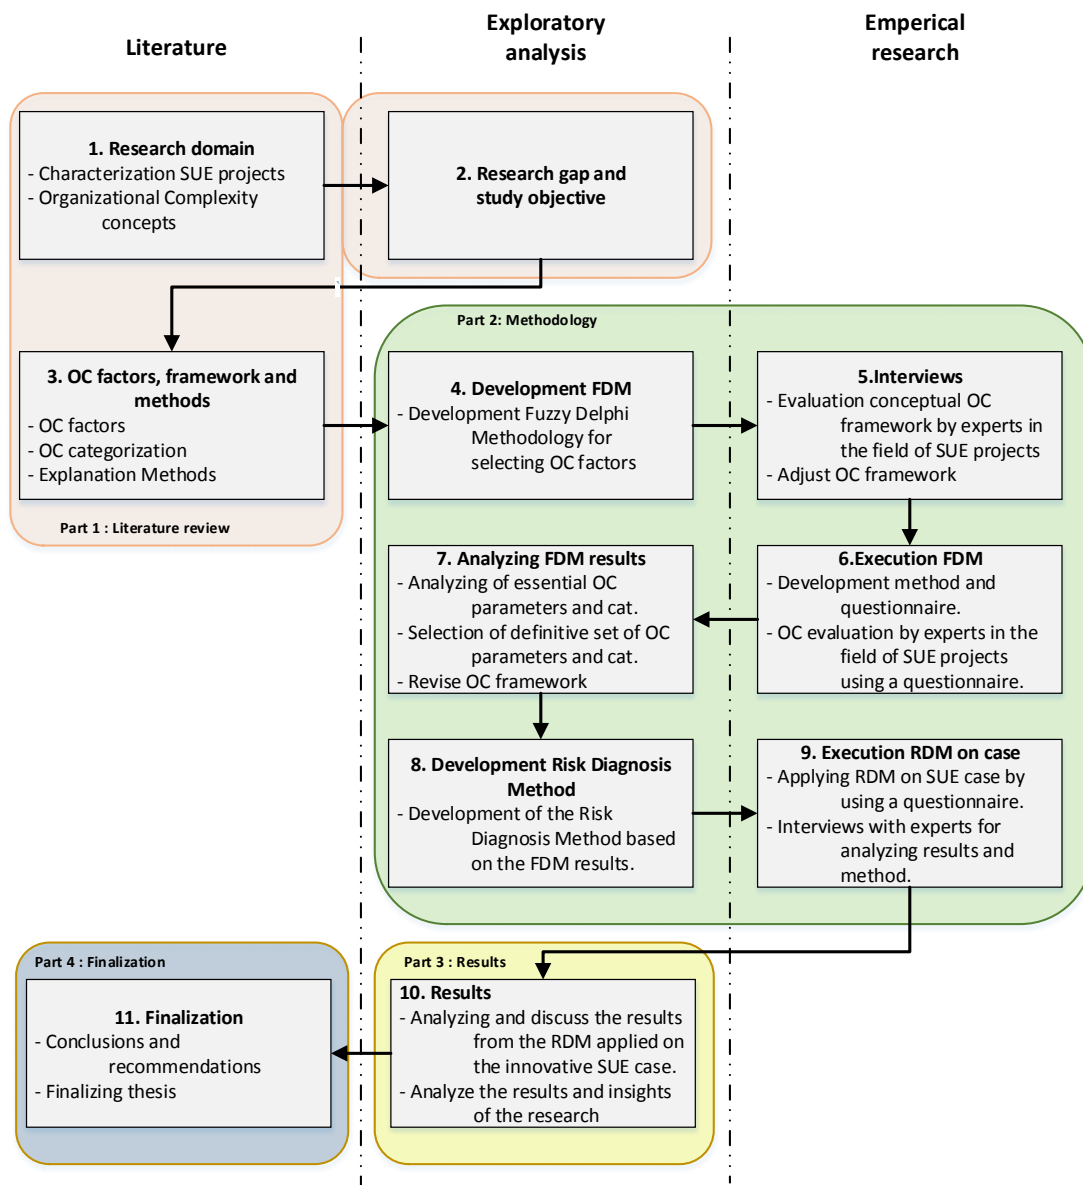 Literature
Exploratory
analysis
Emperical
research
1. Research domain
- Characterization SUE projects
- Organizational Complexity
concepts
2. Research gap and
study objective
Part 2: Methodology
3. OC factors, framework and
methods
- OC factors
- OC categorization
- Explanation Methods
Part 1 : Literature review
4. Development FDM
- Development Fuzzy Delphi
Methodology for
selecting OC factors
5.Interviews
- Evaluation conceptual OC
framework by experts in
the field of SUE projects
- Adjust OC framework
7. Analyzing FDM results
- Analyzing of essential OC
parameters and cat.
- Selection of definitive set of OC
parameters and cat.
- Revise OC framework
6.Execution FDM
- Development method and
questionnaire.
- OC evaluation by experts in the
field of SUE projects
using a questionnaire.
8. Development Risk Diagnosis
Method
- Development of the Risk
Diagnosis Method based
on the FDM results.
9. Execution RDM on case
- Applying RDM on SUE case by
using a questionnaire.
- Interviews with experts for
analyzing results and
method.
Part 4 : Finalization
11. Finalization
- Conclusions and
recommendations
- Finalizing thesis
Part 3 : Results
10. Results
- Analyzing and discuss the results
from the RDM applied on
the innovative SUE case.
- Analyze the results and insights
of the research